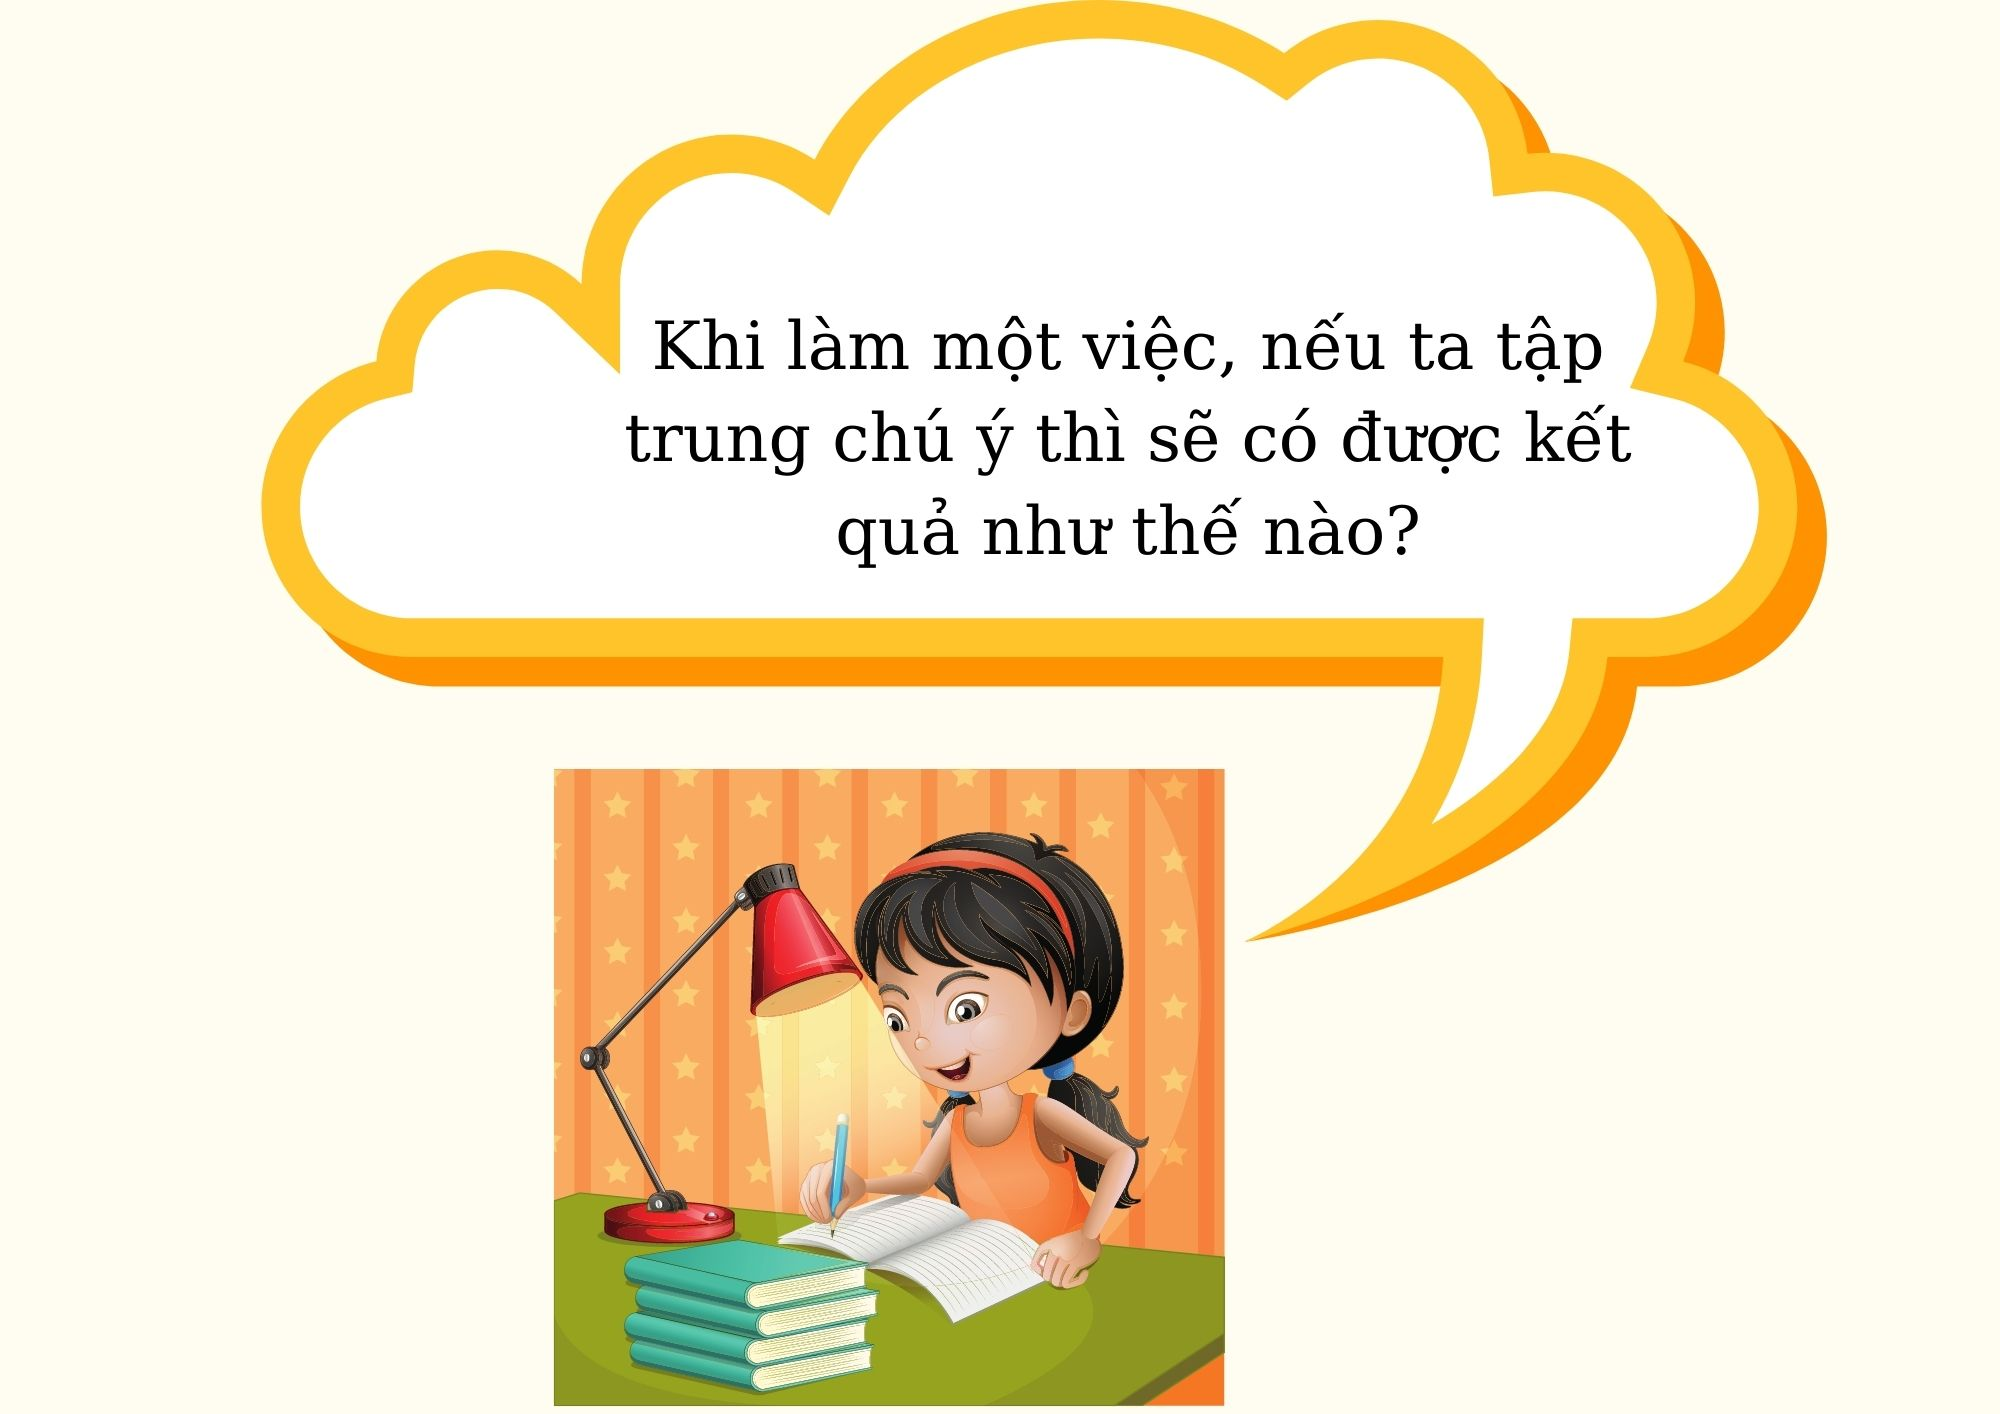 Khi làm một việc, nếu ta tập
trung chú ý thì sẽ có được kết
quả như thế nào?